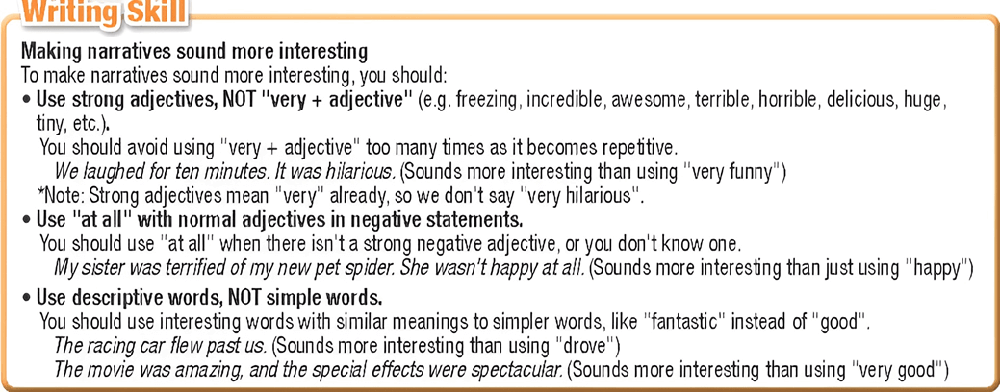 Writing Skill
Making narratives sound more interesting
To make narratives sound more interesting, you should:
• Use strong adjectives, NOT "very + adjective" (e.g. freezing, incredible, awesome, terrible, horrible, delicious, huge,
tiny, etc.).
You should avoid using "very + adjective" too many times as it becomes repetitive.
We laughed for ten minutes. It was hilarious. (Sounds more interesting than using "very funny")
*Note: Strong adjectives mean "very" already, so we don't say "very hilarious".
• Use "at all" with normal adjectives in negative statements.
You should use "at all" when there isn't a strong negative adjective, or you don't know one.
My sister was terrified of my new pet spider. She wasn't happy at all. (Sounds more interesting than just using "happy")
• Use descriptive words, NOT simple words.
You should use interesting words with similar meanings to simpler words, like "fantastic" instead of "good".
The racing car flew past us. (Sounds more interesting than using "drove")
The movie was amazing, and the special effects were spectacular. (Sounds more interesting than using "very good")